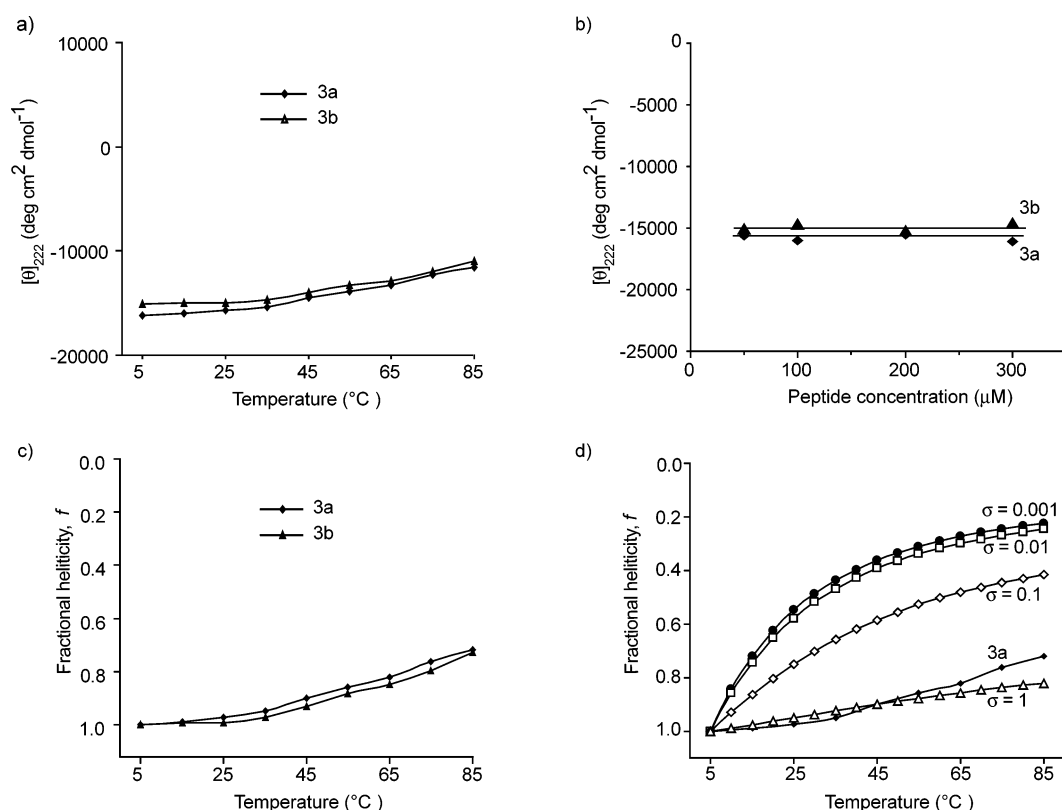 a)
10000
0
-10000
-20000
[θ]222 (deg cm2 dmol-1)
3a
3b
5 25 45 65 85
Temperature (°C )
b)
0
-5000
-10000
-15000
-20000
-25000
[θ]222 (deg cm2 dmol-1)
3b
3a
0 100 200 300
Peptide concentration (μM)
c)
0.0
0.2
0.4
0.6
0.8
1.0
Fractional heliticity, f
3a
3b
5 25 45 65 85
Temperature (°C )
d)
0.0
0.2
0.4
0.6
0.8
1.0
Fractional heliticity, f
σ = 0.001
σ = 0.01
σ = 0.1
3a
σ = 1
5 25 45 65 85
Temperature (°C )